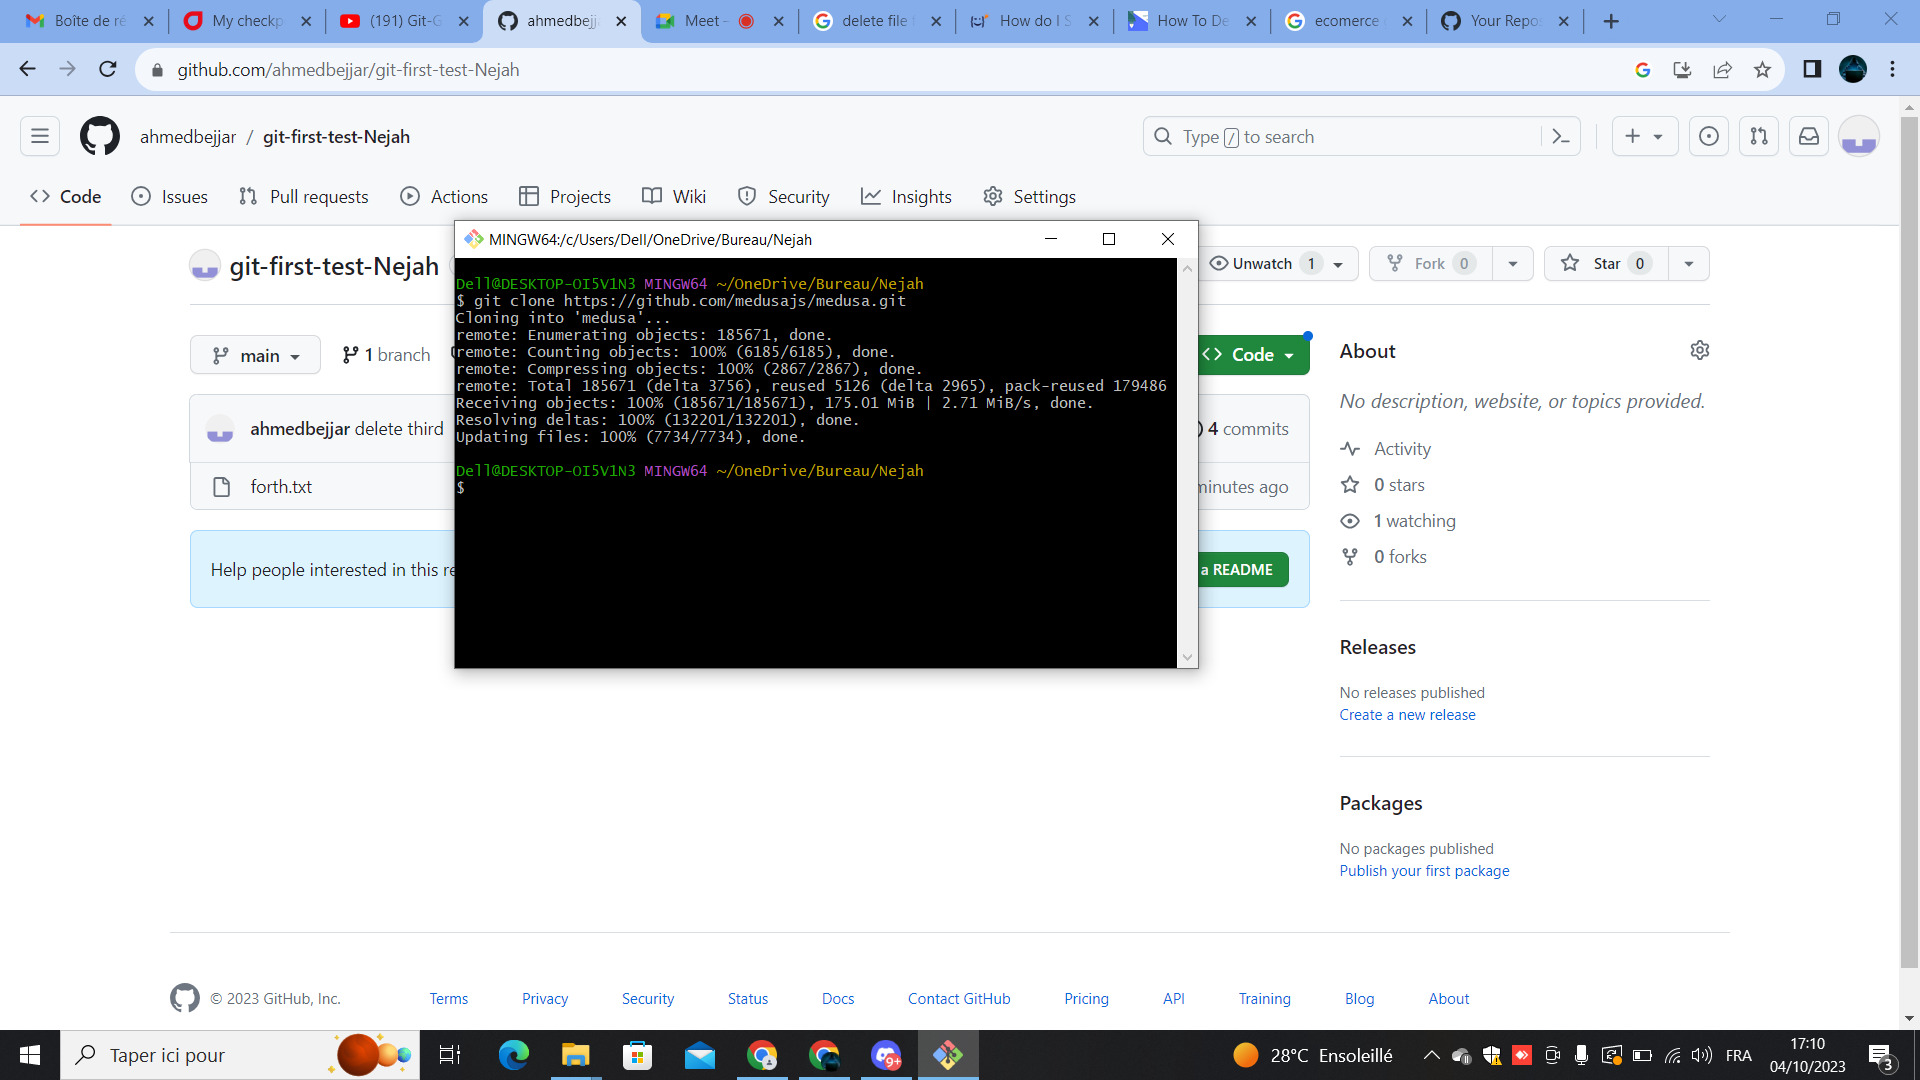 Boîte de ré
My checkp
(191) Git-G
ahmedbejj
Meet –
delete file
How do I S
How To De
ecomerce
Your Repos
github.com/ahmedbejjar/git-first-test-Nejah
ahmedbejjar / git-first-test-Nejah
Type / to search
Code
Issues
Pull requests
Actions
Projects
Wiki
Security
Insights
Settings
git-first-test-Nejah
Unwatch 1
Fork 0
Star 0
main
1 branch
Code
ahmedbejjar delete third
4 commits
forth.txt
minutes ago
Help people interested in this re
a README
MINGW64:/c/Users/Dell/OneDrive/Bureau/Nejah
Dell@DESKTOP-OI5V1N3 MINGW64 ~/OneDrive/Bureau/Nejah
$ git clone https://github.com/medusajs/medusa.git
Cloning into 'medusa'...
remote: Enumerating objects: 185671, done.
remote: Counting objects: 100% (6185/6185), done.
remote: Compressing objects: 100% (2867/2867), done.
remote: Total 185671 (delta 3756), reused 5126 (delta 2965), pack-reused 179486
Receiving objects: 100% (185671/185671), 175.01 MiB | 2.71 MiB/s, done.
Resolving deltas: 100% (132201/132201), done.
Updating files: 100% (7734/7734), done.
Dell@DESKTOP-OI5V1N3 MINGW64 ~/OneDrive/Bureau/Nejah
$
About
No description, website, or topics provided.
Activity
0 stars
1 watching
0 forks
Releases
No releases published
Create a new release
Packages
No packages published
Publish your first package
© 2023 GitHub, Inc.
Terms
Privacy
Security
Status
Docs
Contact GitHub
Pricing
API
Training
Blog
About
Taper ici pour
9+
28°C Ensoleillé
FRA
17:10
04/10/2023
3